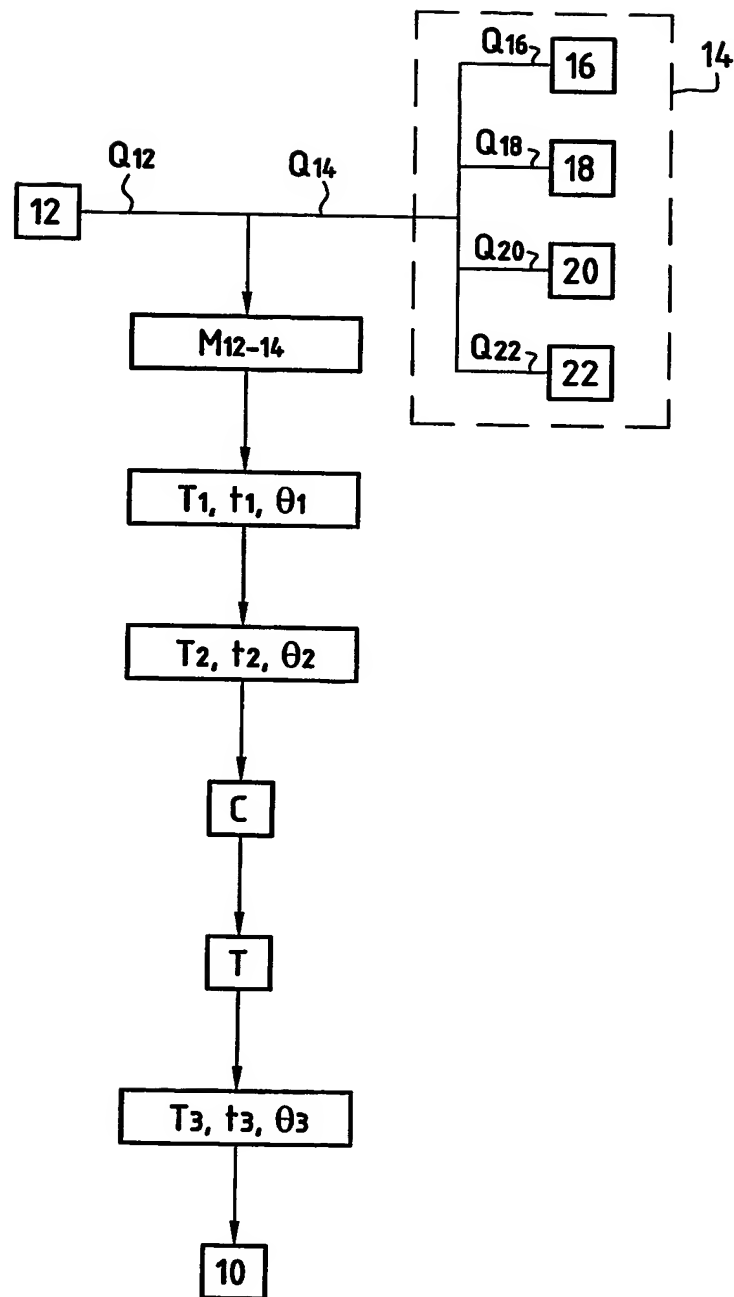 Q16
16
14
Q12
Q14
Q18
18
12
Q20
20
M12-14
Q22
22
T1, t1, θ1
T2, t2, θ2
C
T
T3, t3, θ3
10